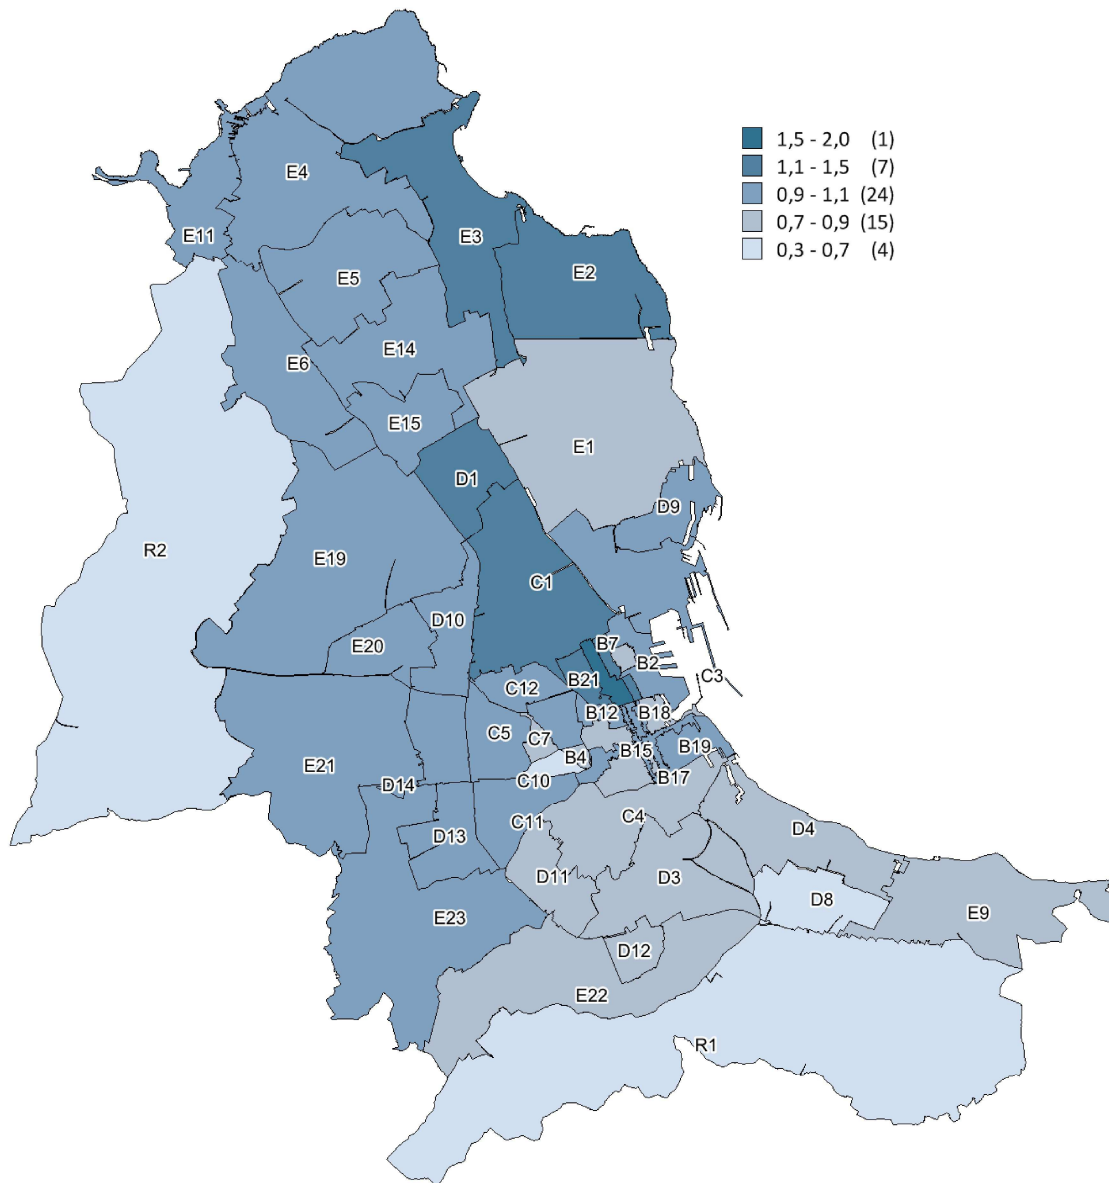 1,5 - 2,0 (1)
1,1 - 1,5 (7)
0,9 - 1,1 (24)
0,7 - 0,9 (15)
0,3 - 0,7 (4)
E4
E11
E3
E2
E5
E14
E6
E15
E1
D1
D9
R2
E19
C1
D10
E20
B7
B2
C3
B21
C12
B12
B18
C5
C7
B15
B19
B4
C10
B17
E21
D14
C11
C4
D13
D4
D11
D3
D8
E23
E9
D12
E22
R1